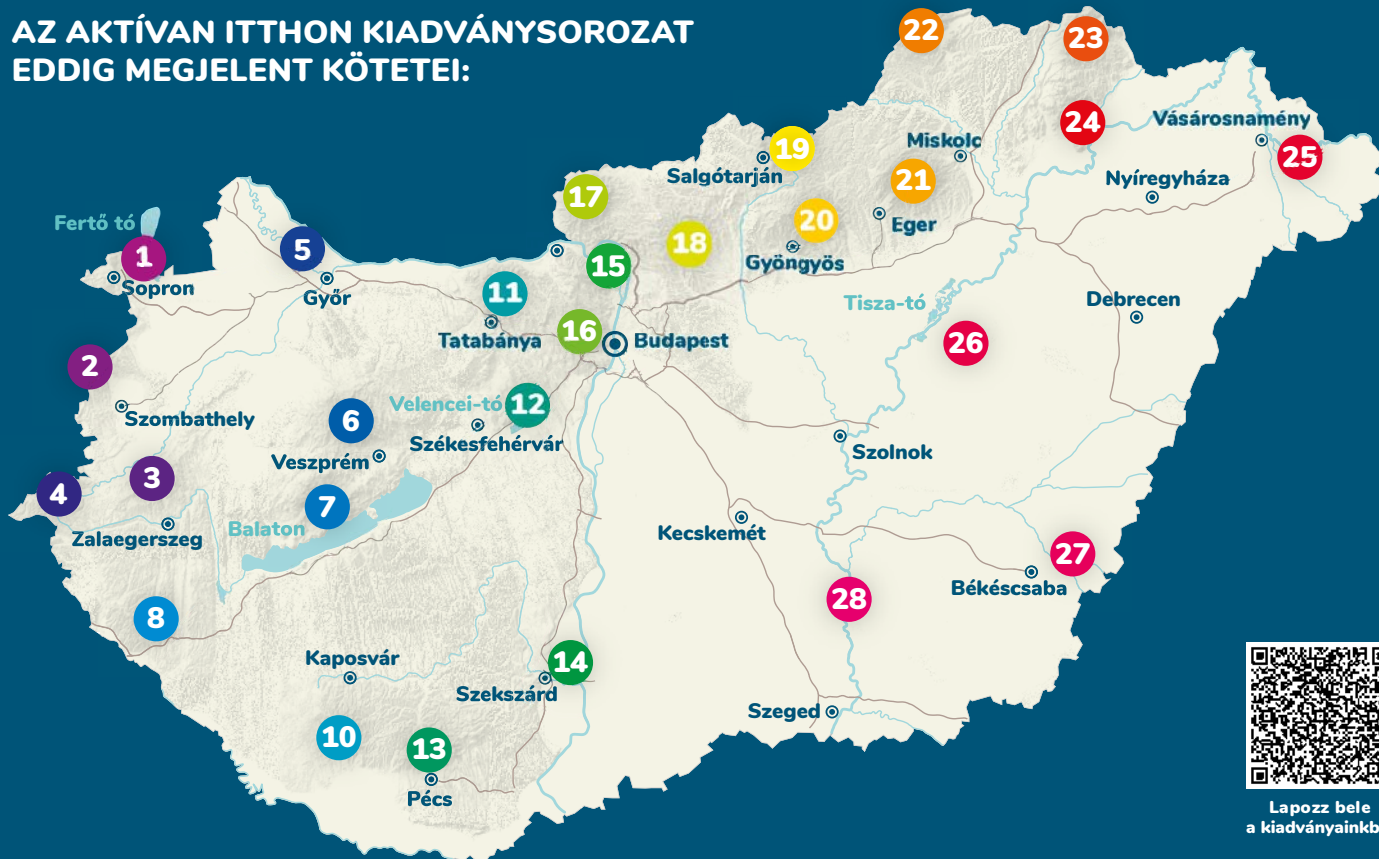 AZ AKTÍVAN ITTHON KIADVÁNYSOROZAT
EDDIG MEGJELENT KÖTETEI:
22
23
24
Vásárosnamény
25
19
Salgótarján
Miskolc
21
Nyíregyháza
17
20
Eger
Gyöngyös
18
Fertő tó
1
Sopron
5
Győr
15
11
Tatabánya
16
Budapest
Tisza-tó
Debrecen
26
2
Szombathely
6
Veszprém
Velencei-tó
12
Székesfehérvár
Szolnok
3
4
Zalaegerszeg
7
Balaton
Kecskemét
27
Békéscsaba
28
8
Kaposvár
14
Szekszárd
Szeged
10
13
Pécs
Lapozz bele
a kiadványainkb